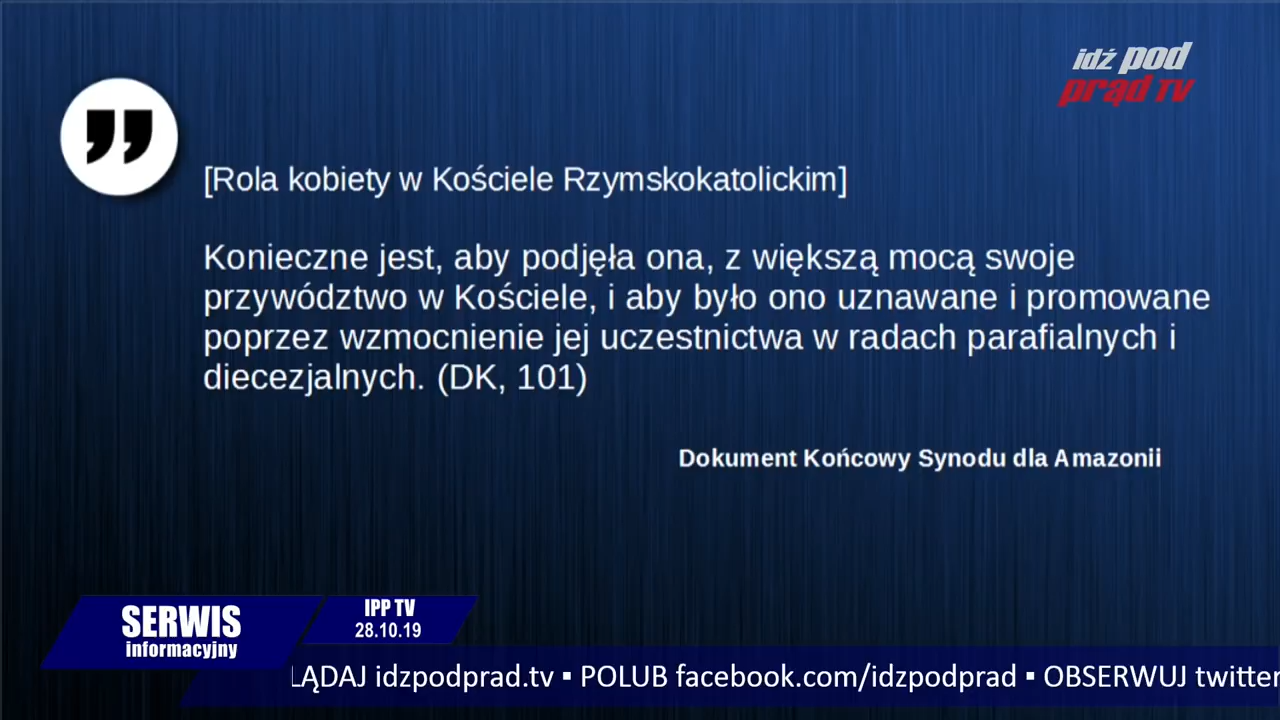 idź pod
prąd TV
[Rola kobiety w Kościele Rzymskokatolickim]
Konieczne jest, aby podjęła ona, z większą mocą swoje
przywództwo w Kościele, i aby było ono uznawane i promowane
poprzez wzmocnienie jej uczestnictwa w radach parafialnych i
diecezjalnych. (DK, 101)
Dokument Końcowy Synodu dla Amazonii
SERWIS
informacyjny
IPP TV
28.10.19
LĄDAJ idzpodprad.tv ▪ POLUB facebook.com/idzpodprad ▪ OBSERWUJ twitter